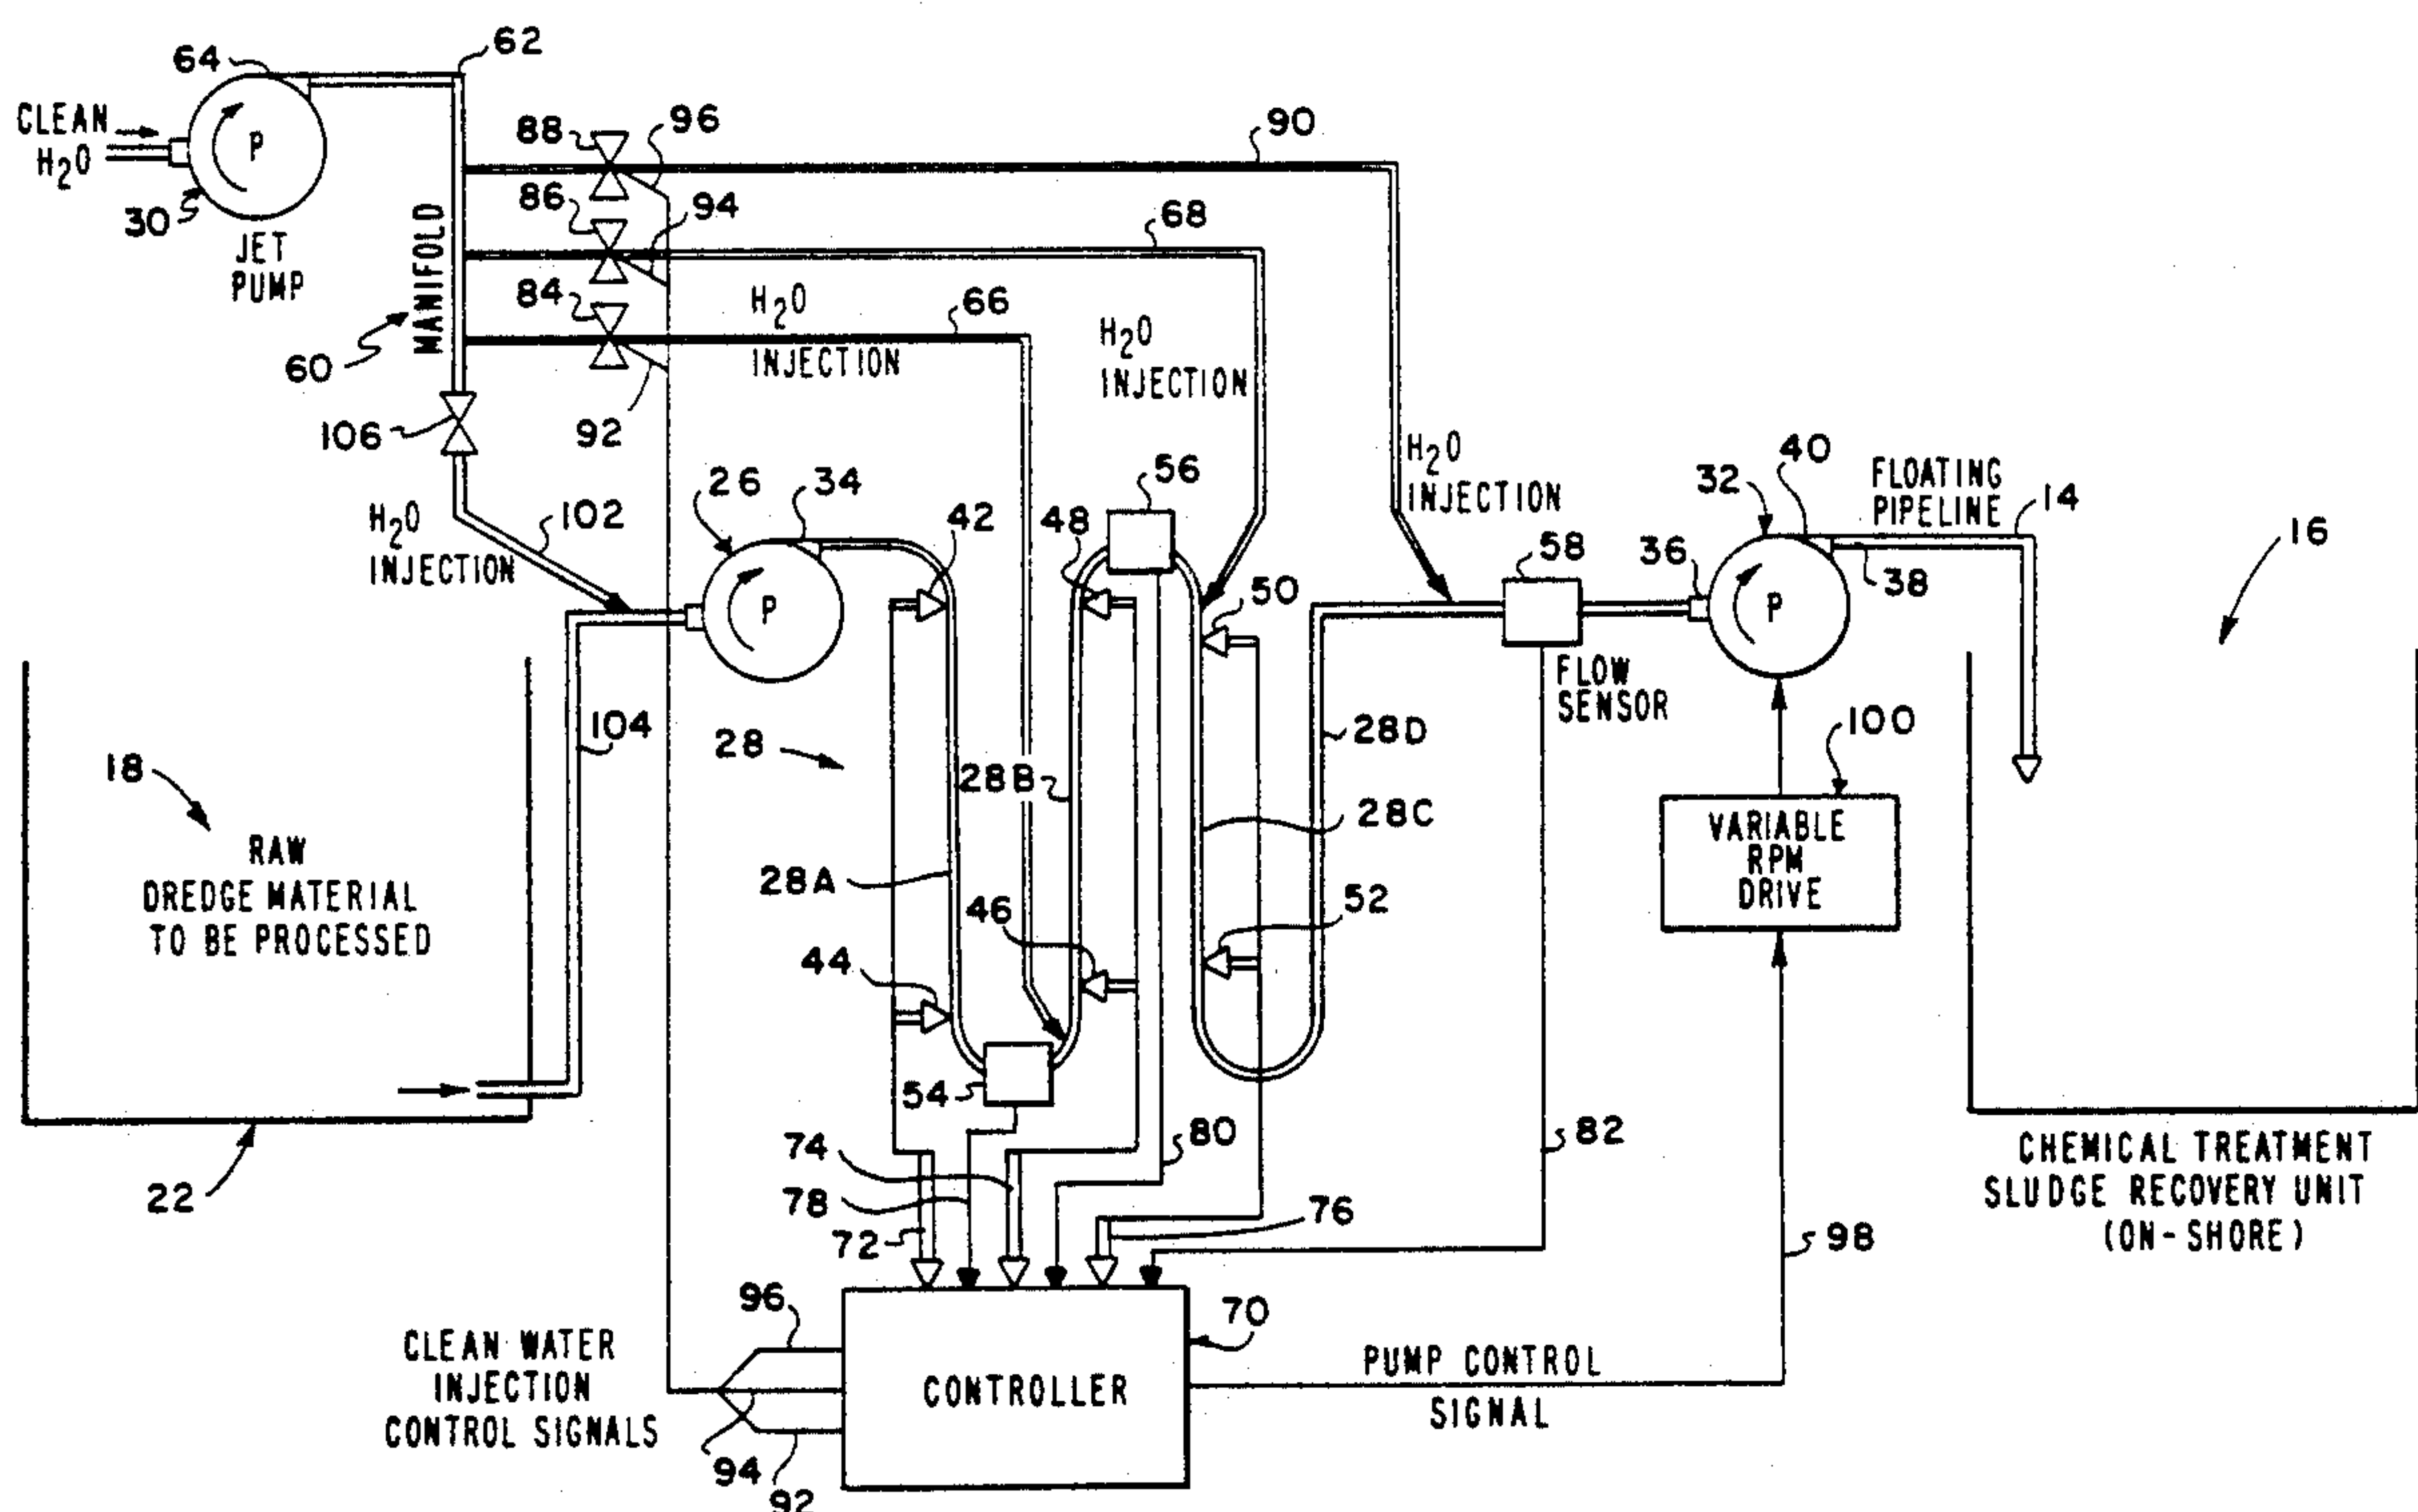 62
64
CLEAN
H2O
P
30
JET
PUMP
MANIFOLD
60
88
96
90
86
94
68
84
H2O
INJECTION
66
92
H2O
INJECTION
106
H2O
INJECTION
102
26
34
P
42
48
56
50
H2O
INJECTION
58
FLOW
SENSOR
36
32
40
P
FLOATING
PIPELINE
14
38
16
100
VARIABLE
RPM
DRIVE
18
RAW
DREDGE MATERIAL
TO BE PROCESSED
104
22
28
28A
28B
28C
28D
44
46
52
54
74
78
72
80
76
82
98
CHEMICAL TREATMENT
SLUDGE RECOVERY UNIT
(ON-SHORE)
CLEAN WATER
INJECTION
CONTROL SIGNALS
96
94
92
CONTROLLER
70
PUMP CONTROL
SIGNAL